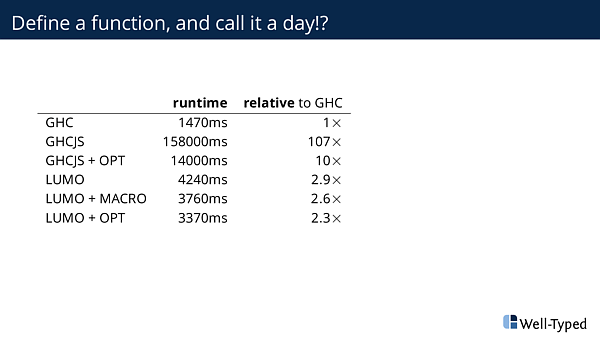 Define a function, and call it a day!?
runtime relative to GHC
GHC 1470ms 1×
GHCJS 158000ms 107×
GHCJS + OPT 14000ms 10×
LUMO 4240ms 2.9×
LUMO + MACRO 3760ms 2.6×
LUMO + OPT 3370ms 2.3×
Well-Typed